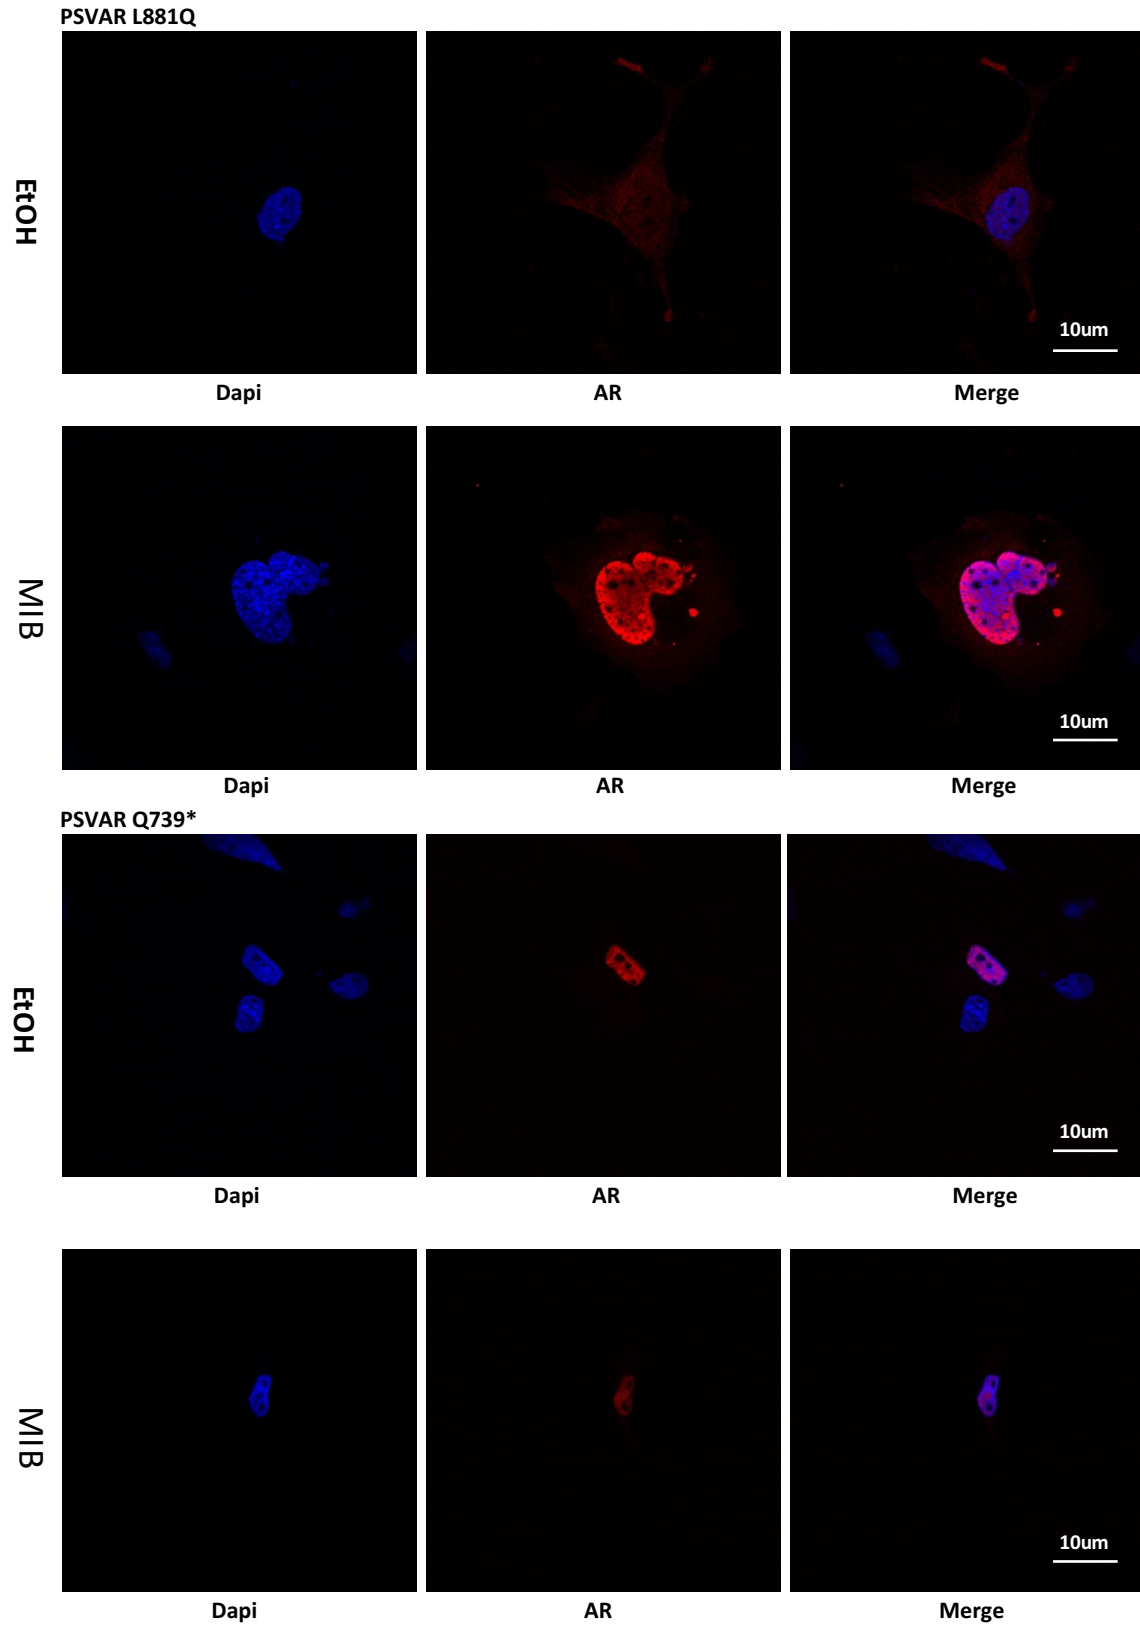 PSVAR L881Q
EtOH
10um
Dapi AR Merge
MIB
10um
Dapi AR Merge
PSVAR Q739*
EtOH
10um
Dapi AR Merge
MIB
10um
Dapi AR Merge